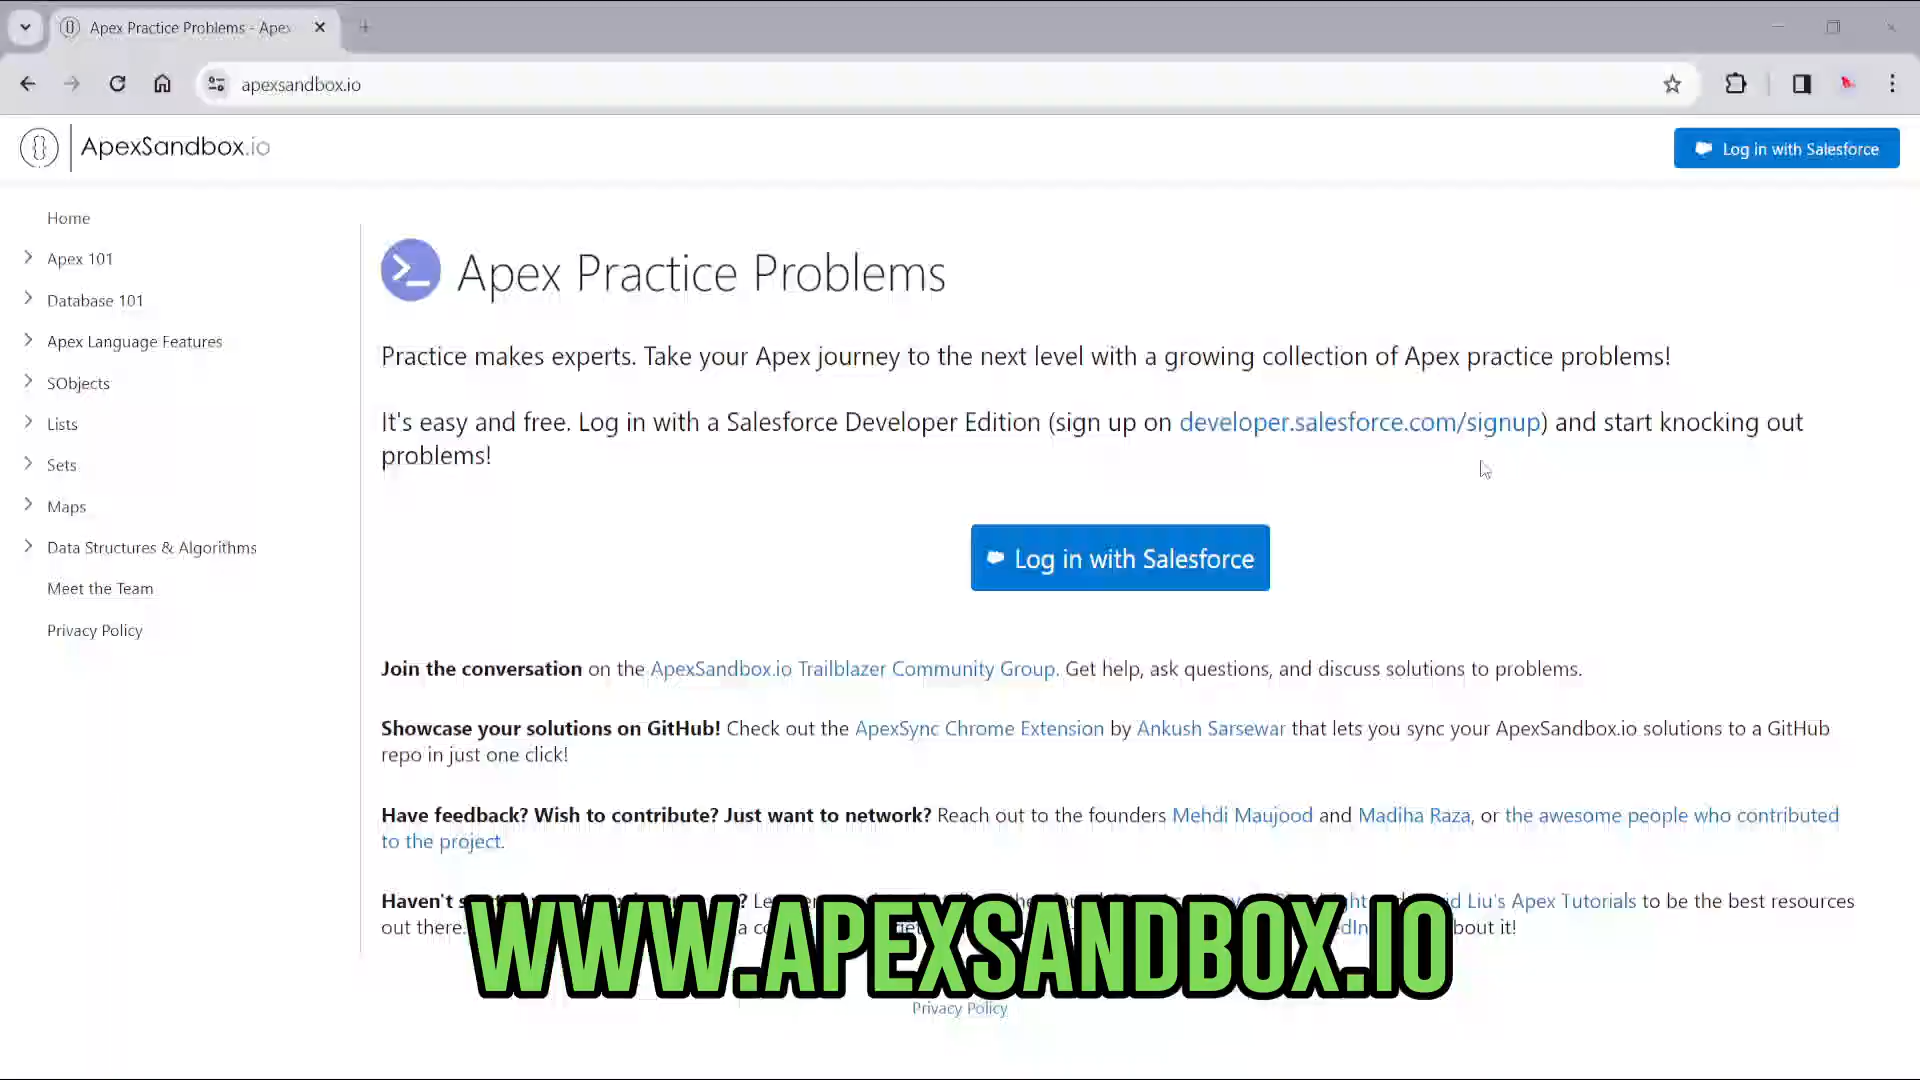 Apex Practice Problems - Apex
apexsandbox.io
ApexSandbox.io
Log in with Salesforce
Home
Apex 101
Database 101
Apex Language Features
SObjects
Lists
Sets
Maps
Data Structures & Algorithms
Meet the Team
Privacy Policy
Apex Practice Problems
Practice makes experts. Take your Apex journey to the next level with a growing collection of Apex practice problems!
It's easy and free. Log in with a Salesforce Developer Edition (sign up on developer.salesforce.com/signup) and start knocking out
problems!
Log in with Salesforce
Join the conversation on the ApexSandbox.io Trailblazer Community Group. Get help, ask questions, and discuss solutions to problems.
Showcase your solutions on GitHub! Check out the ApexSync Chrome Extension by Ankush Sarsewar that lets you sync your ApexSandbox.io solutions to a GitHub
repo in just one click!
Have feedback? Wish to contribute? Just want to network? Reach out to the founders Mehdi Maujood and Madiha Raza, or the awesome people who contributed
to the project.
Haven't Liu's Apex Tutorials to be the best resources
out there. it!
WWW.APEXSANDBOX.IO
Privacy Policy